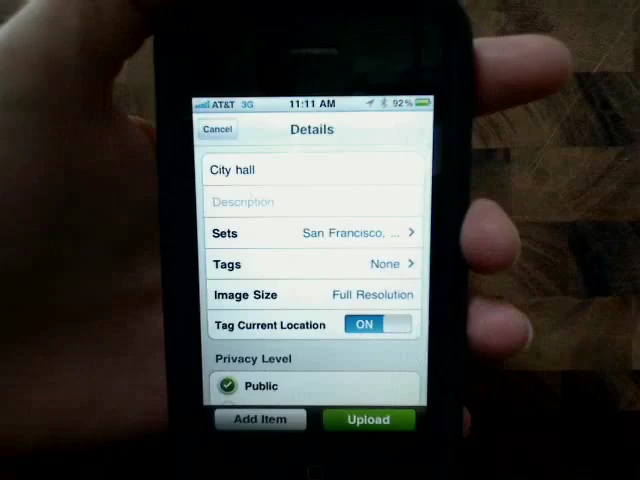 AT&T 3G 11:11 AM 92%
Cancel Details
City hall
Description
Sets San Francisco, ...
Tags None
Image Size Full Resolution
Tag Current Location ON
Privacy Level
Public
Add Item Upload